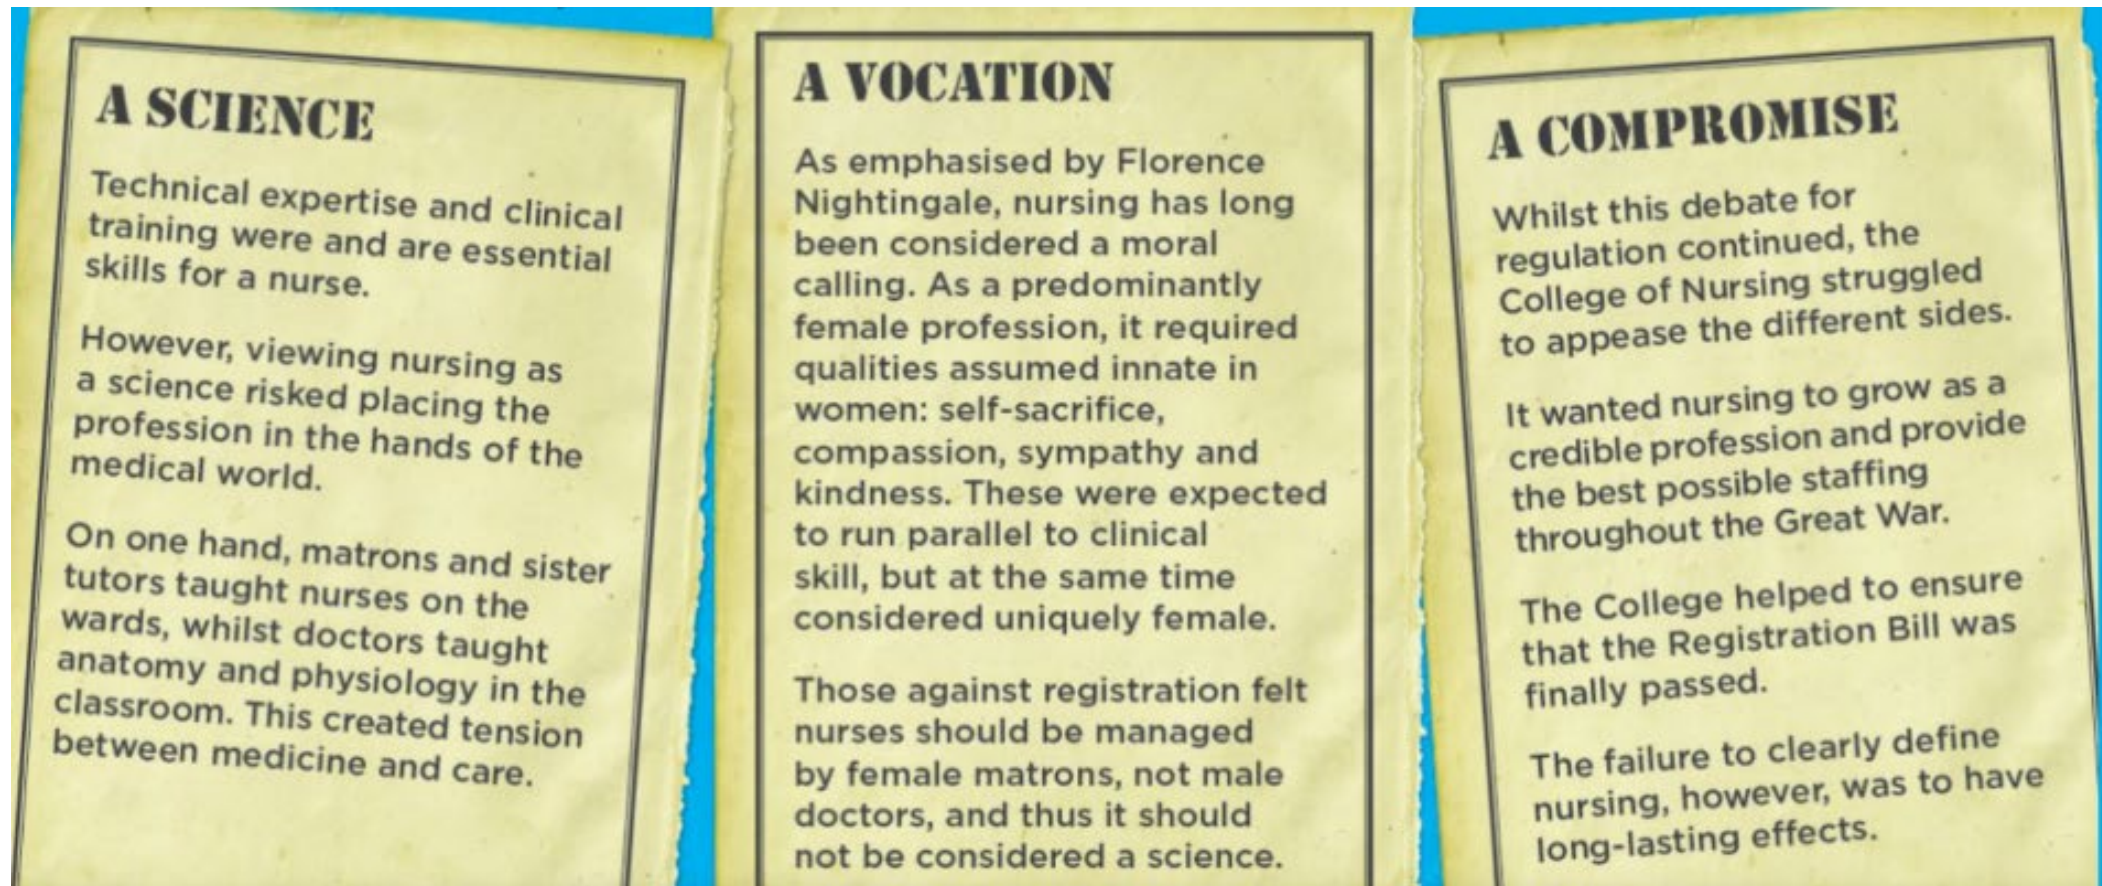 A SCIENCE
Technical expertise and clinical
training were and are essential
skills for a nurse.
However, viewing nursing as
a science risked placing the
profession in the hands of the
medical world.
On one hand, matrons and sister
tutors taught nurses on the
wards, whilst doctors taught
anatomy and physiology in the
classroom. This created tension
between medicine and care.
A VOCATION
As emphasised by Florence
Nightingale, nursing has long
been considered a moral
calling. As a predominantly
female profession, it required
qualities assumed innate in
women: self-sacrifice,
compassion, sympathy and
kindness. These were expected
to run parallel to clinical
skill, but at the same time
considered uniquely female.
Those against registration felt
nurses should be managed
by female matrons, not male
doctors, and thus it should
not be considered a science.
A COMPROMISE
Whilst this debate for
regulation continued, the
College of Nursing struggled
to appease the different sides.
It wanted nursing to grow as a
credible profession and provide
the best possible staffing
throughout the Great War.
The College helped to ensure
that the Registration Bill was
finally passed.
The failure to clearly define
nursing, however, was to have
long-lasting effects.